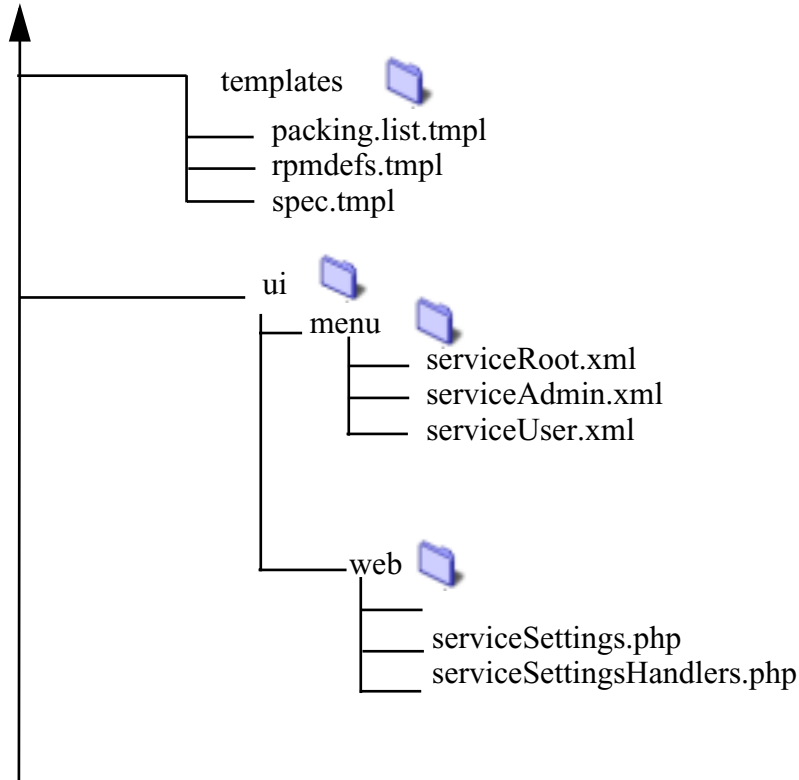 templates
packing.list.tmpl
rpmdefs.tmpl
spec.tmpl
ui
menu
serviceRoot.xml
serviceAdmin.xml
serviceUser.xml
web
serviceSettings.php
serviceSettingsHandlers.php